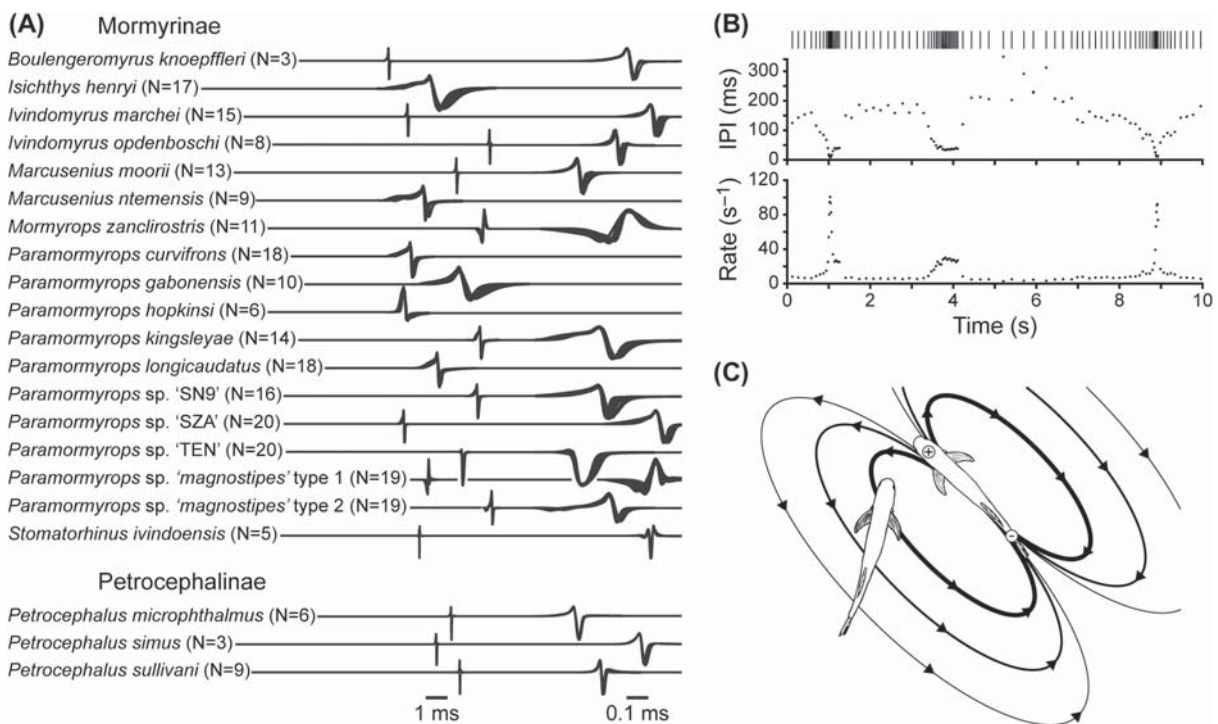 (A)
Mormyrinae
Boulengeromyrus knoepffleri (N=3)
Isichthys henryi (N=17)
Ivindomyrus marchei (N=15)
Ivindomyrus opdenboschi (N=8)
Marcusenius moorii (N=13)
Marcusenius ntemensis (N=9)
Mormyrops zanclirostris (N=11)
Paramormyrops curvifrons (N=18)
Paramormyrops gabonensis (N=10)
Paramormyrops hopkinsi (N=6)
Paramormyrops kingsleyae (N=14)
Paramormyrops longicaudatus (N=18)
Paramormyrops sp. 'SN9' (N=16)
Paramormyrops sp. 'SZA' (N=20)
Paramormyrops sp. 'TEN' (N=20)
Paramormyrops sp. 'magnostipes' type 1 (N=19)
Paramormyrops sp. 'magnostipes' type 2 (N=19)
Stomatorhinus ivindoensis (N=5)
Petrocephalinae
Petrocephalus microphthalmus (N=6)
Petrocephalus simus (N=3)
Petrocephalus sullivani (N=9)
1 ms
0.1 ms
(B)
IPI (ms)
300
200
100
0
Rate (s⁻¹)
120
80
40
0
0 2 4 6 8 10
Time (s)
(C)
+
-